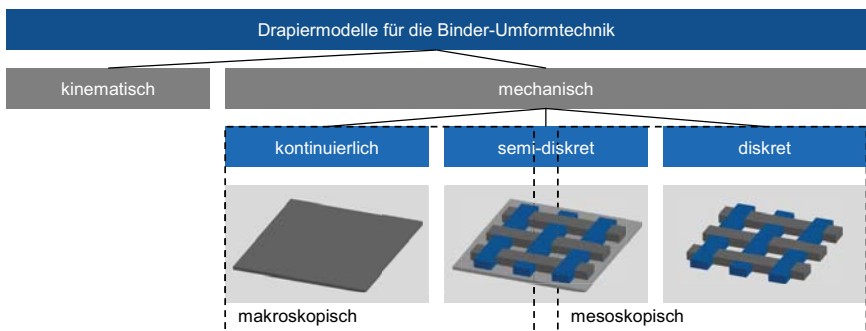 Drapiermodelle für die Binder-Umformtechnik
kinematisch
mechanisch
kontinuierlich
semi-diskret
diskret
makroskopisch
mesoskopisch